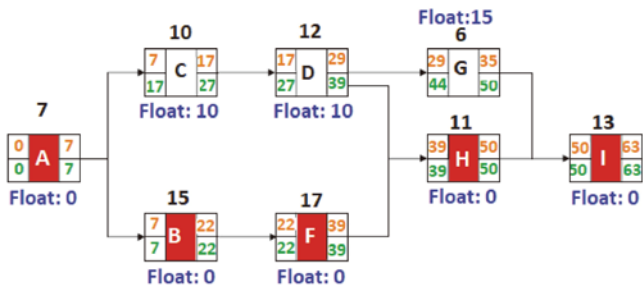 Float:15
10 12 6
7 17 17 29 29 35
C D G
17 27 27 39 44 50
Float: 10 Float: 10
7 11 13
0 7 39 50 50 63
A H I
0 7 39 50 50 63
Float: 0 Float: 0 Float: 0
15 17
7 22 22 39
B F
7 22 22 39
Float: 0 Float: 0